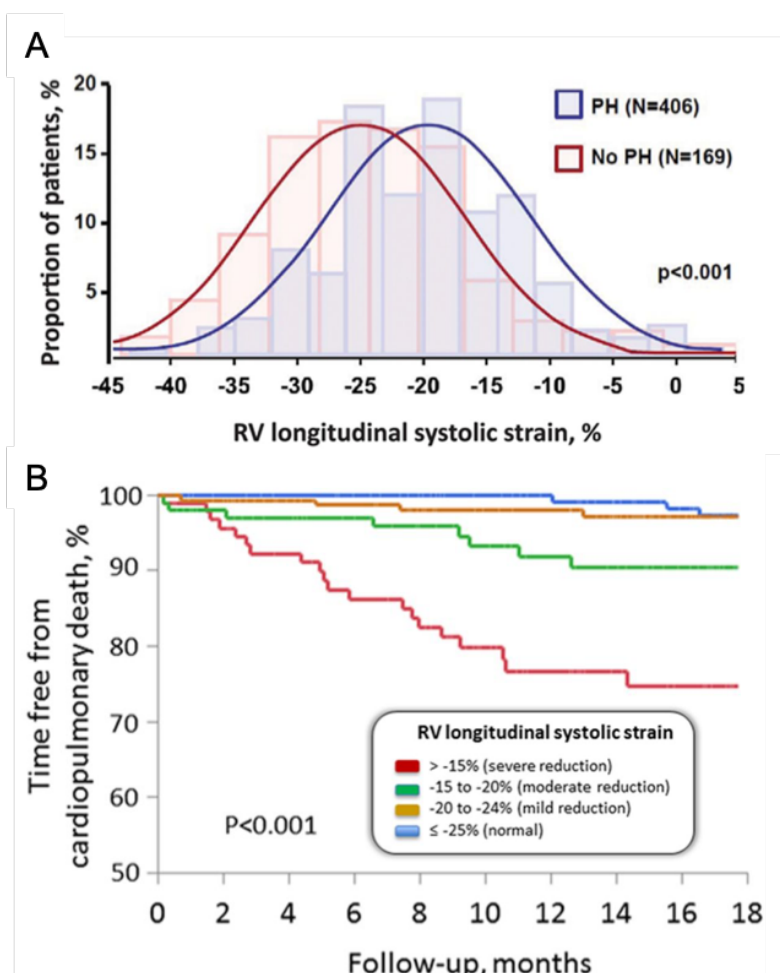 A
Proportion of patients, %
20
15
10
5
PH (N=406)
No PH (N=169)
p<0.001
-45 -40 -35 -30 -25 -20 -15 -10 -5 0 5
RV longitudinal systolic strain, %
B
Time free from
cardiopulmonary death, %
100
90
80
70
60
50
RV longitudinal systolic strain
> -15% (severe reduction)
-15 to -20% (moderate reduction)
-20 to -24% (mild reduction)
≤ -25% (normal)
P<0.001
0 2 4 6 8 10 12 14 16 18
Follow-up, months